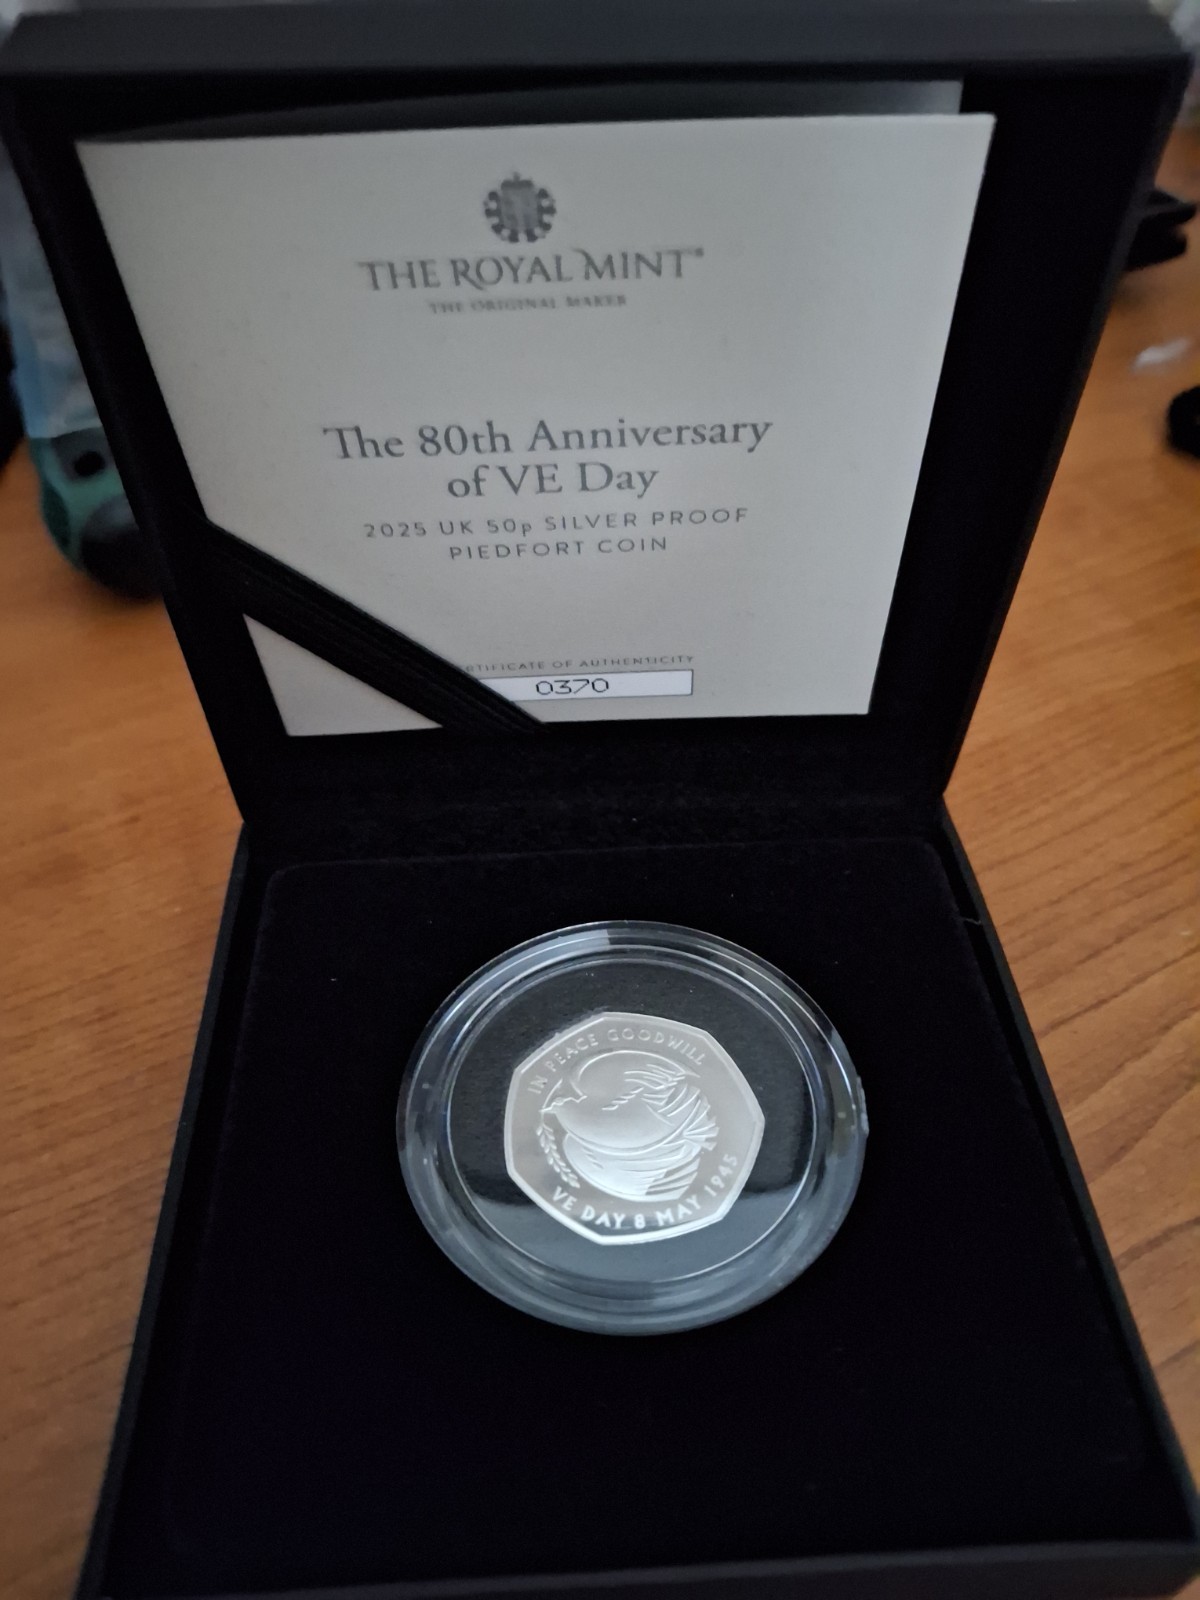 THE ROYAL MINT®
THE ORIGINAL MAKER
The 80th Anniversary
of VE Day
2025 UK 50p SILVER PROOF
PIEDFORT COIN
RTIFICATE OF AUTHENTICITY
0370
IN PEACE GOODWILL
VE DAY 8 MAY 1945